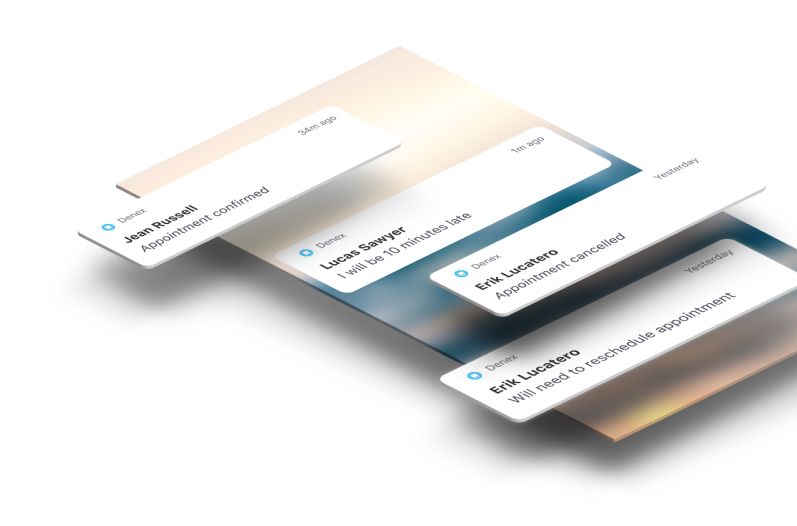 Denex
34m ago
Jean Russell
Appointment confirmed
Denex
1m ago
Lucas Sawyer
I will be 10 minutes late
Denex
Yesterday
Erik Lucatero
Appointment cancelled
Denex
Yesterday
Erik Lucatero
Will need to reschedule appointment